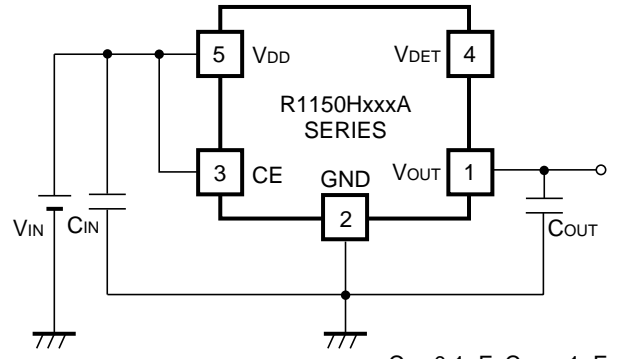 5 VDD VDET 4
R1150HxxxA
SERIES
3 CE VOUT 1
GND
2
VIN CIN COUT